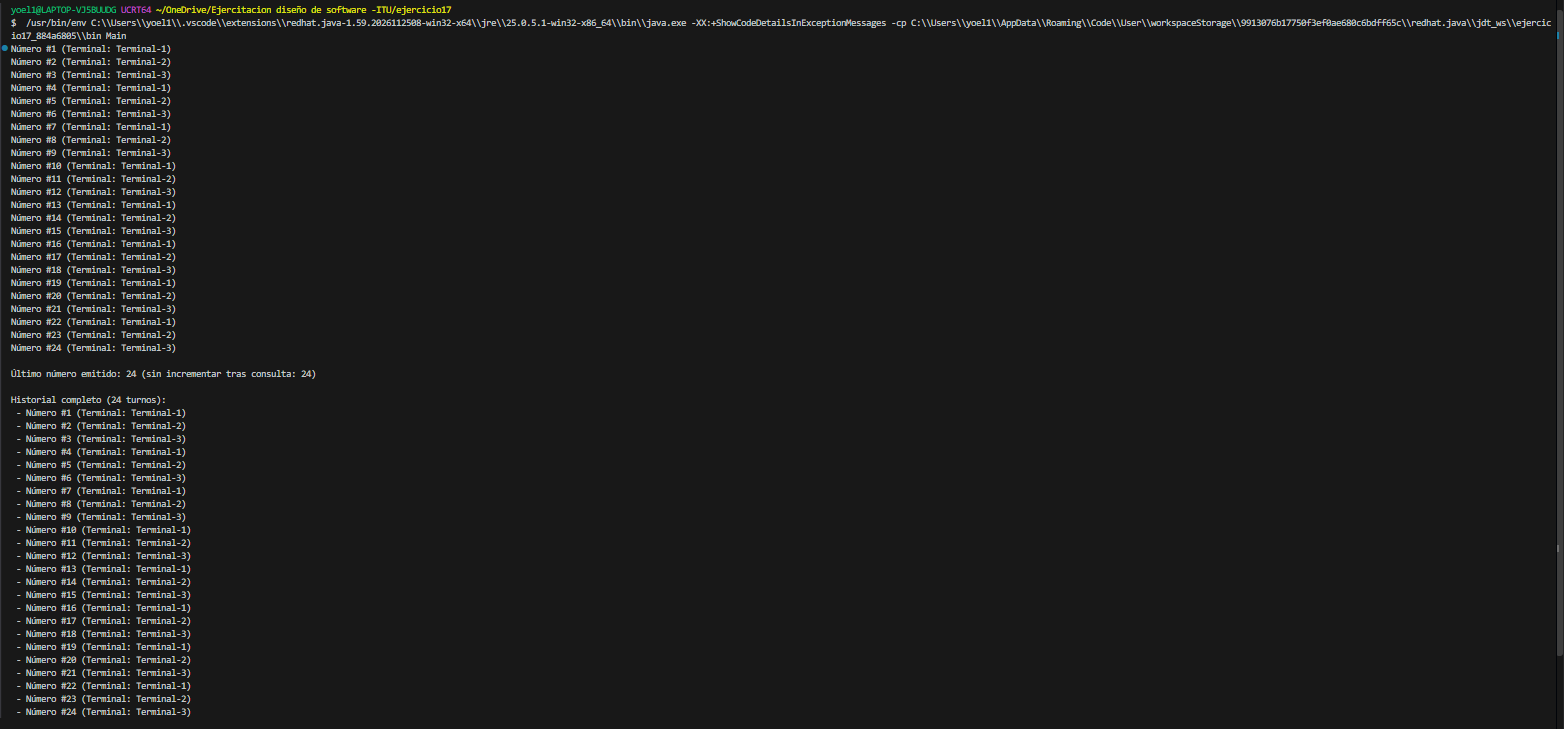 yoel1@LAPTOP-VJ5BUUDG UCRT64 ~/OneDrive/Ejercitacion diseño de software -ITU/ejercicio17
$  /usr/bin/env C:\\Users\\yoel1\\.vscode\\extensions\\redhat.java-1.59.2026112508-win32-x64\\jre\\25.0.5.1-win32-x86_64\\bin\\java.exe -XX:+ShowCodeDetailsInExceptionMessages -cp C:\\Users\\yoel1\\AppData\\Roaming\\Code\\User\\workspaceStorage\\9913076b17750f3ef0ae680c6bdff65c\\redhat.java\\jdt_ws\\ejercic
io17_884a6805\\bin Main
Número #1 (Terminal: Terminal-1)
Número #2 (Terminal: Terminal-2)
Número #3 (Terminal: Terminal-3)
Número #4 (Terminal: Terminal-1)
Número #5 (Terminal: Terminal-2)
Número #6 (Terminal: Terminal-3)
Número #7 (Terminal: Terminal-1)
Número #8 (Terminal: Terminal-2)
Número #9 (Terminal: Terminal-3)
Número #10 (Terminal: Terminal-1)
Número #11 (Terminal: Terminal-2)
Número #12 (Terminal: Terminal-3)
Número #13 (Terminal: Terminal-1)
Número #14 (Terminal: Terminal-2)
Número #15 (Terminal: Terminal-3)
Número #16 (Terminal: Terminal-1)
Número #17 (Terminal: Terminal-2)
Número #18 (Terminal: Terminal-3)
Número #19 (Terminal: Terminal-1)
Número #20 (Terminal: Terminal-2)
Número #21 (Terminal: Terminal-3)
Número #22 (Terminal: Terminal-1)
Número #23 (Terminal: Terminal-2)
Número #24 (Terminal: Terminal-3)

Último número emitido: 24 (sin incrementar tras consulta: 24)

Historial completo (24 turnos):
 - Número #1 (Terminal: Terminal-1)
 - Número #2 (Terminal: Terminal-2)
 - Número #3 (Terminal: Terminal-3)
 - Número #4 (Terminal: Terminal-1)
 - Número #5 (Terminal: Terminal-2)
 - Número #6 (Terminal: Terminal-3)
 - Número #7 (Terminal: Terminal-1)
 - Número #8 (Terminal: Terminal-2)
 - Número #9 (Terminal: Terminal-3)
 - Número #10 (Terminal: Terminal-1)
 - Número #11 (Terminal: Terminal-2)
 - Número #12 (Terminal: Terminal-3)
 - Número #13 (Terminal: Terminal-1)
 - Número #14 (Terminal: Terminal-2)
 - Número #15 (Terminal: Terminal-3)
 - Número #16 (Terminal: Terminal-1)
 - Número #17 (Terminal: Terminal-2)
 - Número #18 (Terminal: Terminal-3)
 - Número #19 (Terminal: Terminal-1)
 - Número #20 (Terminal: Terminal-2)
 - Número #21 (Terminal: Terminal-3)
 - Número #22 (Terminal: Terminal-1)
 - Número #23 (Terminal: Terminal-2)
 - Número #24 (Terminal: Terminal-3)